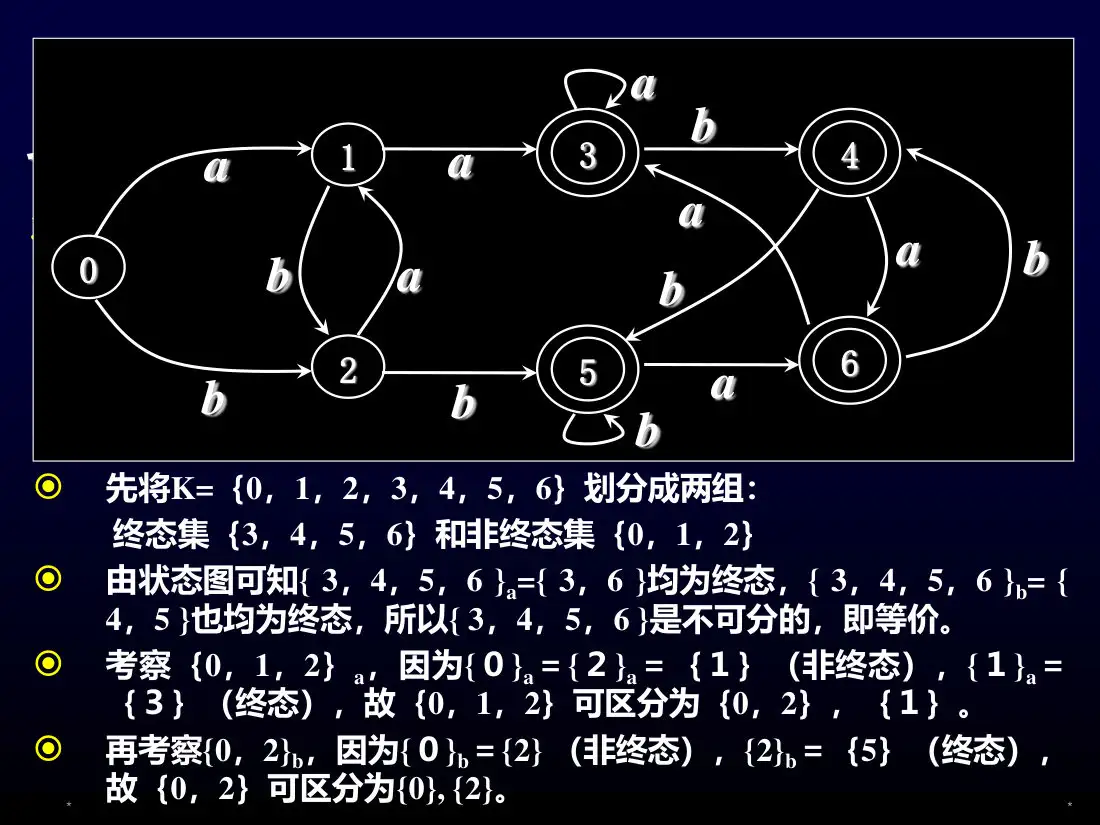 a
a
b
1
3
4
a
a
a
a
b
0
b
a
b
2
5
6
b
b
a
b
先将K=｛0，1，2，3，4，5，6｝划分成两组：
终态集｛3，4，5，6｝和非终态集｛0，1，2｝
由状态图可知{ 3，4，5，6 }a={ 3，6 }均为终态，{ 3，4，5，6 }b= {
4，5 }也均为终态，所以{ 3，4，5，6 }是不可分的，即等价。
考察｛0，1，2｝a，因为{０}a＝{２}a＝｛１｝（非终态），{１}a＝
｛３｝（终态），故｛0，1，2｝可区分为｛0，2｝，｛１｝。
再考察{0，2}b，因为{０}b＝{2}（非终态），{2}b＝｛5｝（终态），
故｛0，2｝可区分为{0}, {2}。
* *